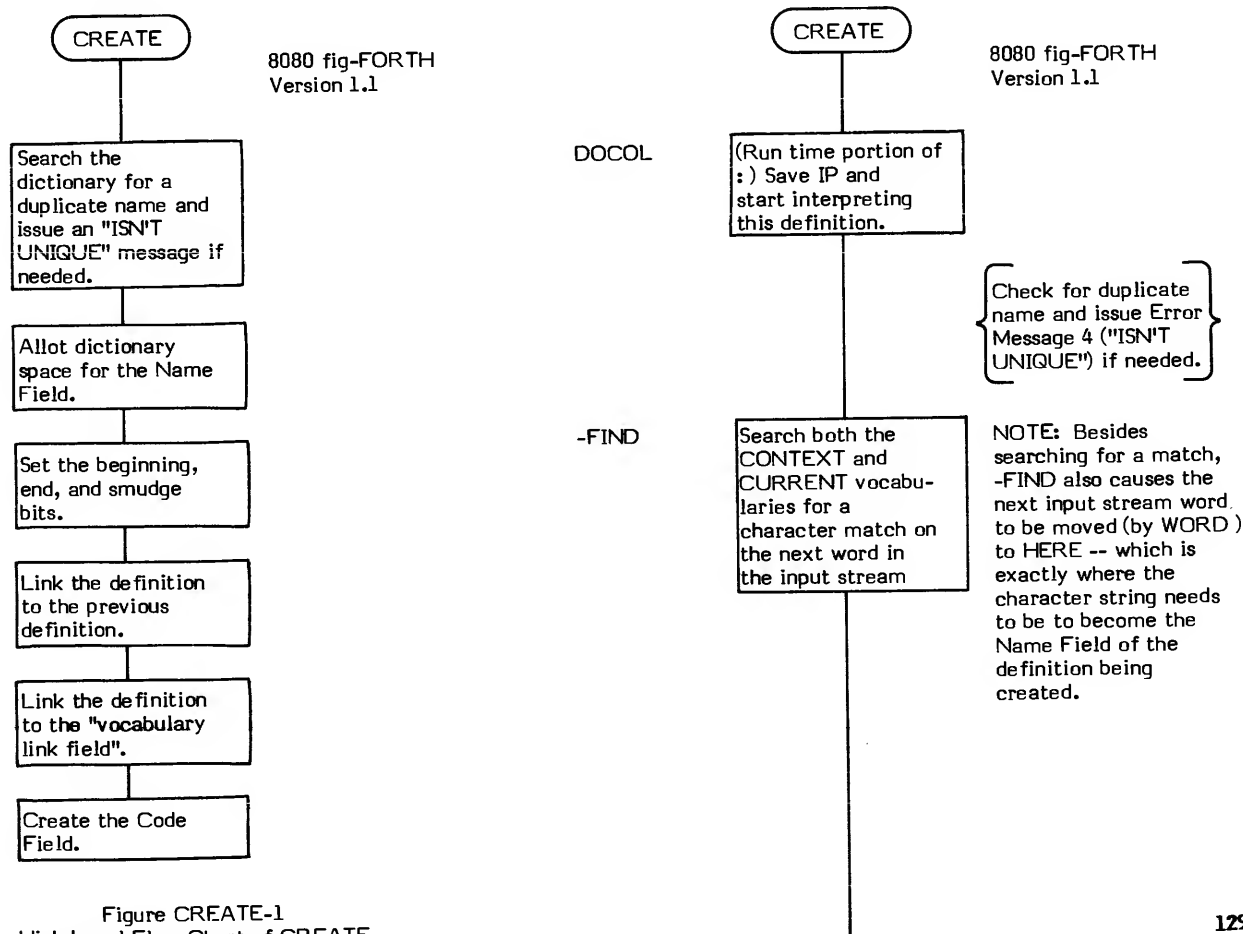 CREATE
8080 fig-FORTH
Version 1.1
Search the
dictionary for a
duplicate name and
issue an "ISN'T
UNIQUE" message if
needed.
Allot dictionary
space for the Name
Field.
Set the beginning,
end, and smudge
bits.
Link the definition
to the previous
definition.
Link the definition
to the "vocabulary
link field".
Create the Code
Field.
Figure CREATE-1
CREATE
8080 fig-FORTH
Version 1.1
DOCOL
(Run time portion of
: ) Save IP and
start interpreting
this definition.
Check for duplicate
name and issue Error
Message 4 ("ISN'T
UNIQUE") if needed.
-FIND
Search both the
CONTEXT and
CURRENT vocabu-
laries for a
character match on
the next word in
the input stream
NOTE: Besides
searching for a match,
-FIND also causes the
next input stream word
to be moved (by WORD )
to HERE -- which is
exactly where the
character string needs
to be to become the
Name Field of the
definition being
created.
129